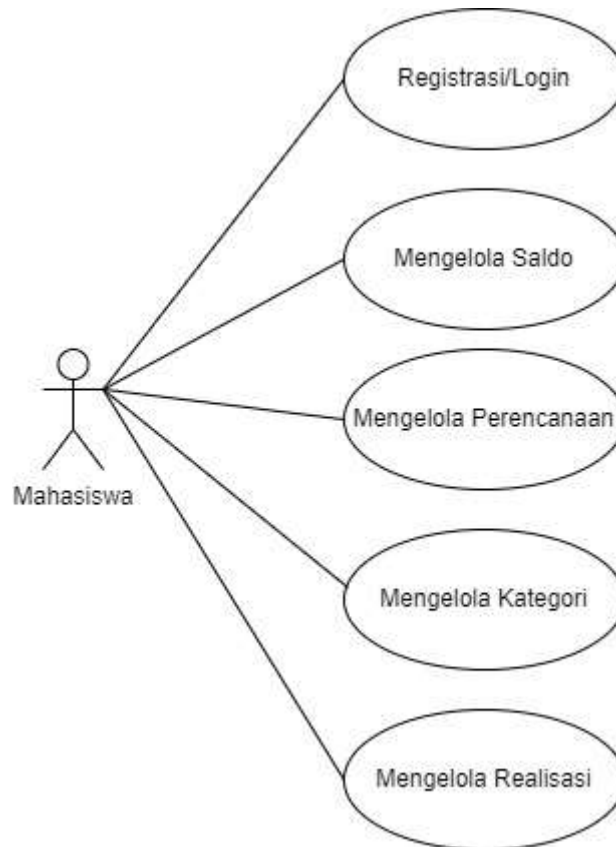 Registrasi/Login
Mengelola Saldo
Mengelola Perencanaan
Mahasiswa
Mengelola Kategori
Mengelola Realisasi